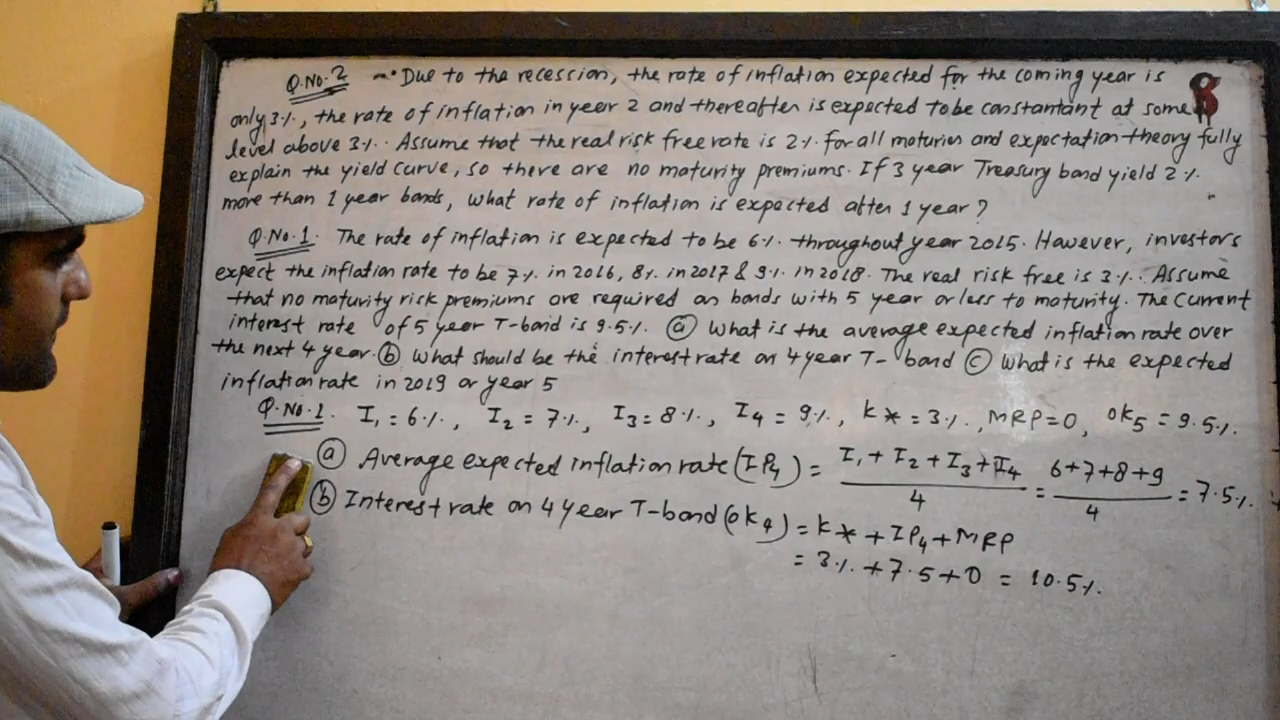 Q.No.2 ~• Due to the recession, the rate of inflation expected for the coming year is
only 3%, the rate of inflation in year 2 and thereafter is expected to be constantant at some
level above 3%.. Assume that the real risk free rate is 2% for all maturies and expectation theory fully
explain the yield curve, so there are no maturity premiums. If 3 year Treasury band yield 2%
more than 1 year bands, what rate of inflation is expected after 1 year?
Q.No.1. The rate of inflation is expected to be 6% throughout year 2015. However, investors
expect the inflation rate to be 7% in 2016, 8% in 2017 & 9% in 2018. The real risk free is 3%. Assume
that no maturity risk premiums are required on bands with 5 year or less to maturity. The current
interest rate of 5 year T-band is 9.5%. (a) What is the average expected inflation rate over
the next 4 year. (b) What should be the interest rate on 4 year T-band (c) What is the expected
inflation rate in 2019 or year 5
Q.No.1. I1 = 6%, I2 = 7%, I3 = 8%, I4 = 9%, k* = 3%, MRP=0, 0k5 = 9.5%.
(a) Average expected inflation rate (IP4) = I1 + I2 + I3 + I4 / 4 = 6+7+8+9 / 4 = 7.5%.
(b) Interest rate on 4 year T-band (0k4) = k* + IP4 + MRP
= 3% + 7.5 + 0 = 10.5%.